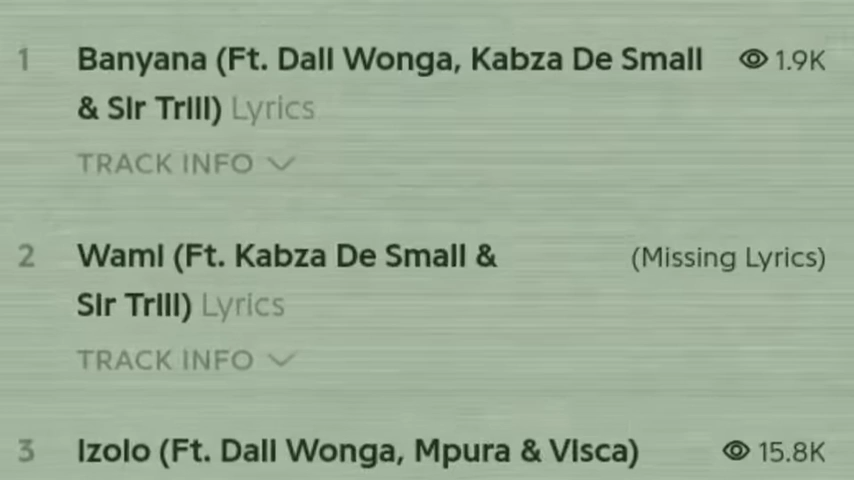 1 Banyana (Ft. Dali Wonga, Kabza De Small 1.9K
& Sir Trill) Lyrics
TRACK INFO
2 Wami (Ft. Kabza De Small & (Missing Lyrics)
Sir Trill) Lyrics
TRACK INFO
3 Izolo (Ft. Dali Wonga, Mpura & Visca) 15.8K